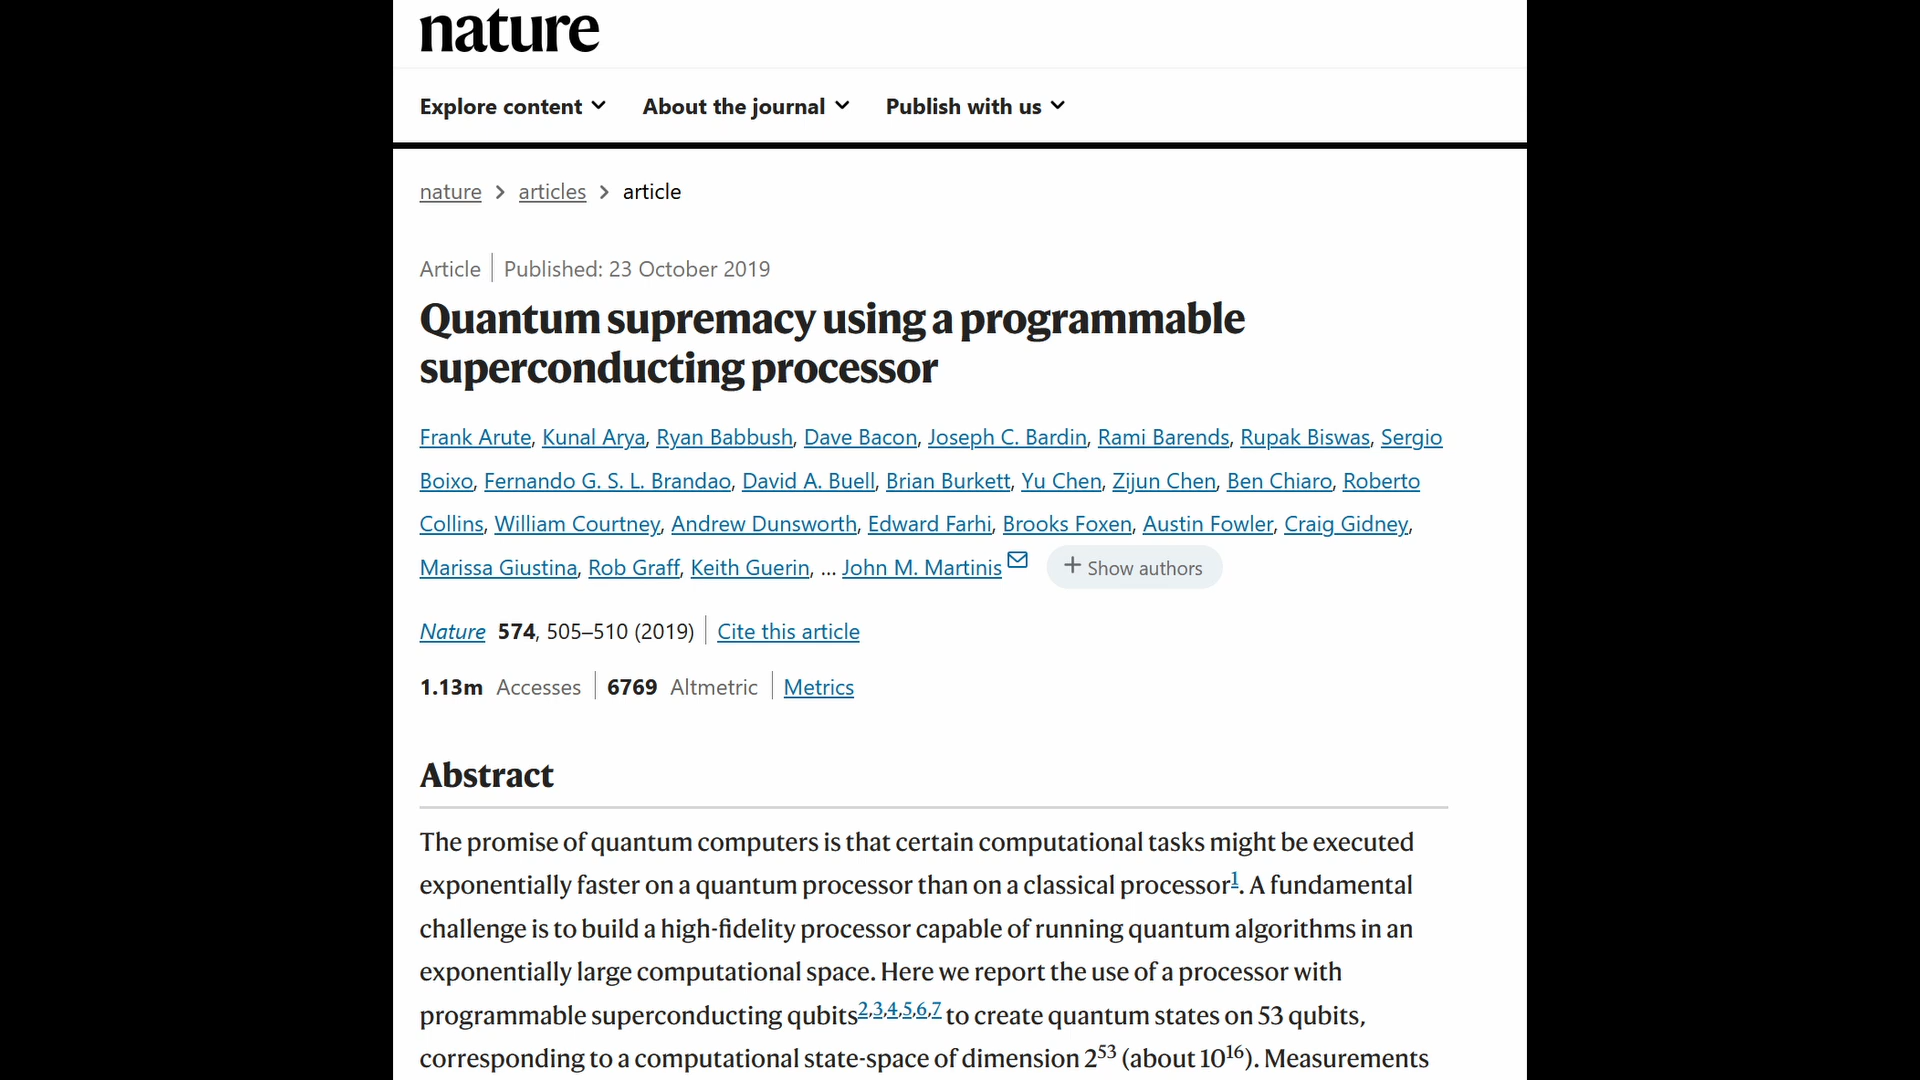 nature
Explore content About the journal Publish with us
nature > articles > article
Article | Published: 23 October 2019
Quantum supremacy using a programmable
superconducting processor
Frank Arute, Kunal Arya, Ryan Babbush, Dave Bacon, Joseph C. Bardin, Rami Barends, Rupak Biswas, Sergio
Boixo, Fernando G. S. L. Brandao, David A. Buell, Brian Burkett, Yu Chen, Zijun Chen, Ben Chiaro, Roberto
Collins, William Courtney, Andrew Dunsworth, Edward Farhi, Brooks Foxen, Austin Fowler, Craig Gidney,
Marissa Giustina, Rob Graff, Keith Guerin, ... John M. Martinis + Show authors
Nature 574, 505–510 (2019) | Cite this article
1.13m Accesses | 6769 Altmetric | Metrics
Abstract
The promise of quantum computers is that certain computational tasks might be executed
exponentially faster on a quantum processor than on a classical processor¹. A fundamental
challenge is to build a high-fidelity processor capable of running quantum algorithms in an
exponentially large computational space. Here we report the use of a processor with
programmable superconducting qubits²,³,⁴,⁵,⁶,⁷ to create quantum states on 53 qubits,
corresponding to a computational state-space of dimension 2⁵³ (about 10¹⁶). Measurements